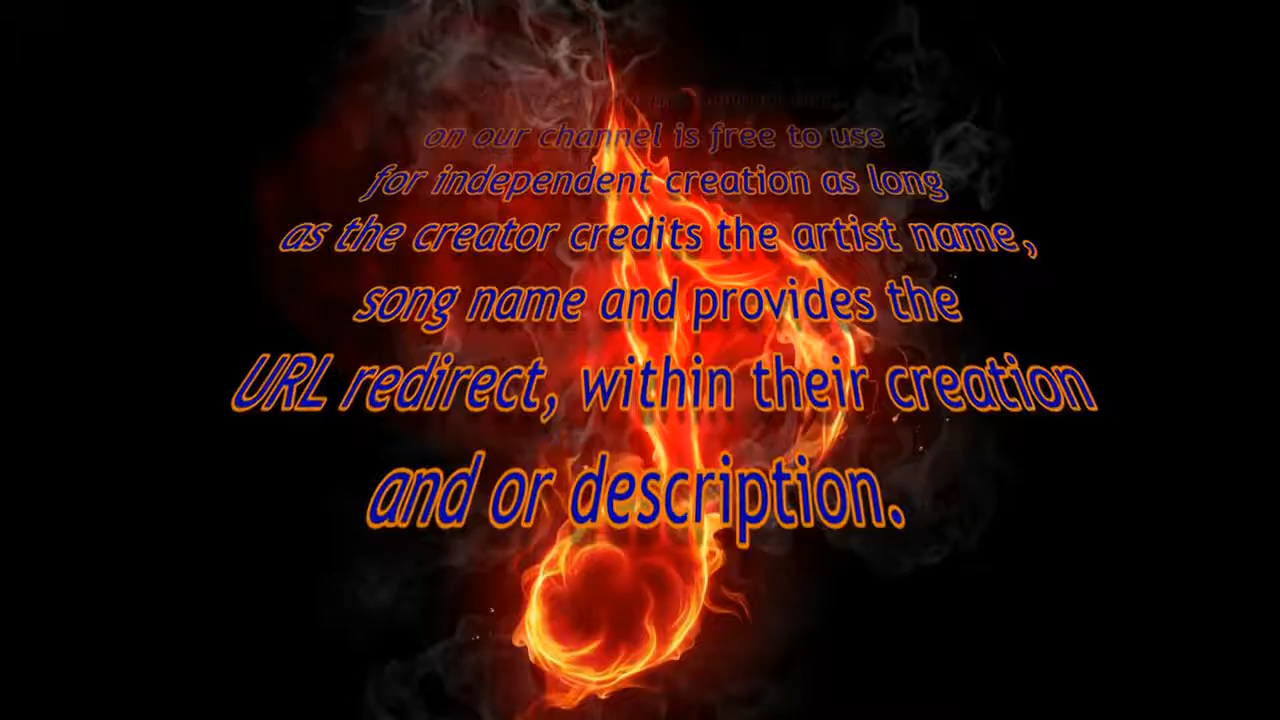 on our channel is free to use
for independent creation as long
as the creator credits the artist name,
song name and provides the
URL redirect, within their creation
and or description.